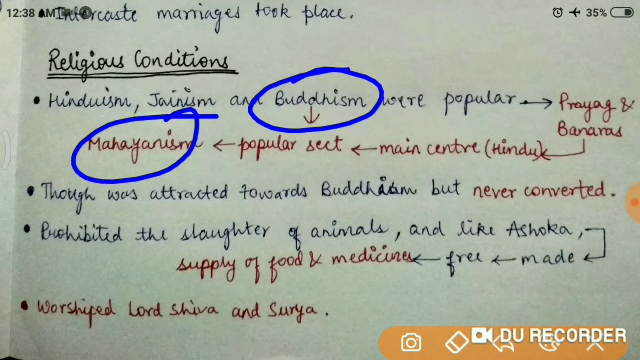 12:38 AM Intercaste marriages took place. 35%
Religious Conditions
• Hinduism, Jainism and Buddhism were popular → Prayag &
Banaras
Mahayanism ← popular sect ← main centre (Hindu)
• Though was attracted towards Buddhism but never converted.
• Prohibited the slaughter of animals, and like Ashoka,
supply of food & medicines ← free ← made
• Worshiped Lord Shiva and Surya.
DU RECORDER